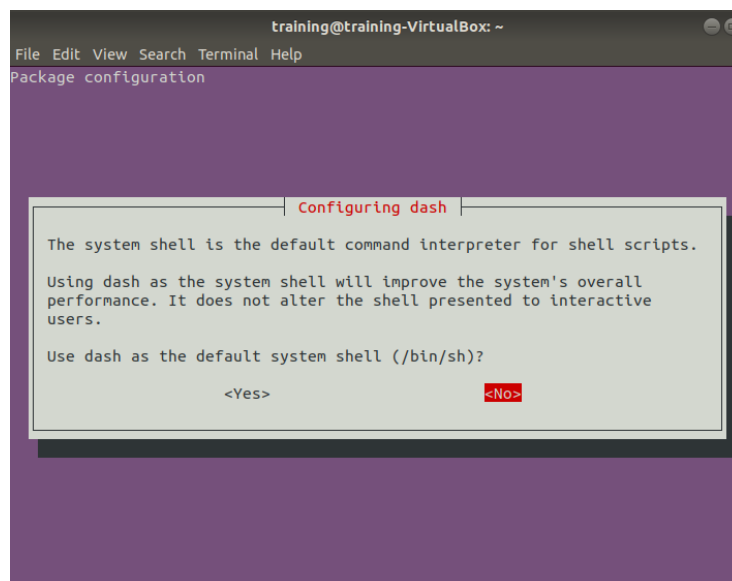 training@training-VirtualBox: ~
File Edit View Search Terminal Help
Package configuration
Configuring dash
The system shell is the default command interpreter for shell scripts.
Using dash as the system shell will improve the system's overall
performance. It does not alter the shell presented to interactive
users.
Use dash as the default system shell (/bin/sh)?
<Yes> <No>